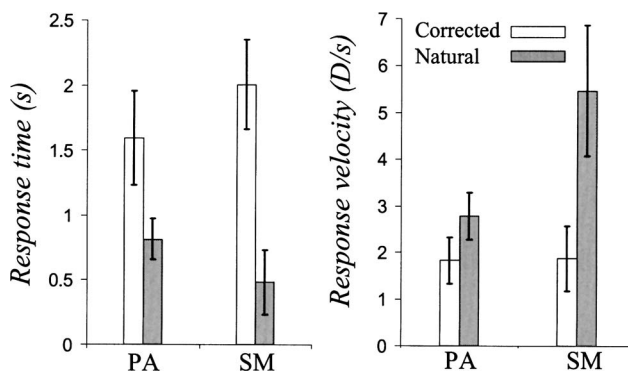 Response time (s)
2.5
2
1.5
1
0.5
0
PA SM
Response velocity (D/s)
7
6
5
4
3
2
1
0
Corrected
Natural
PA SM